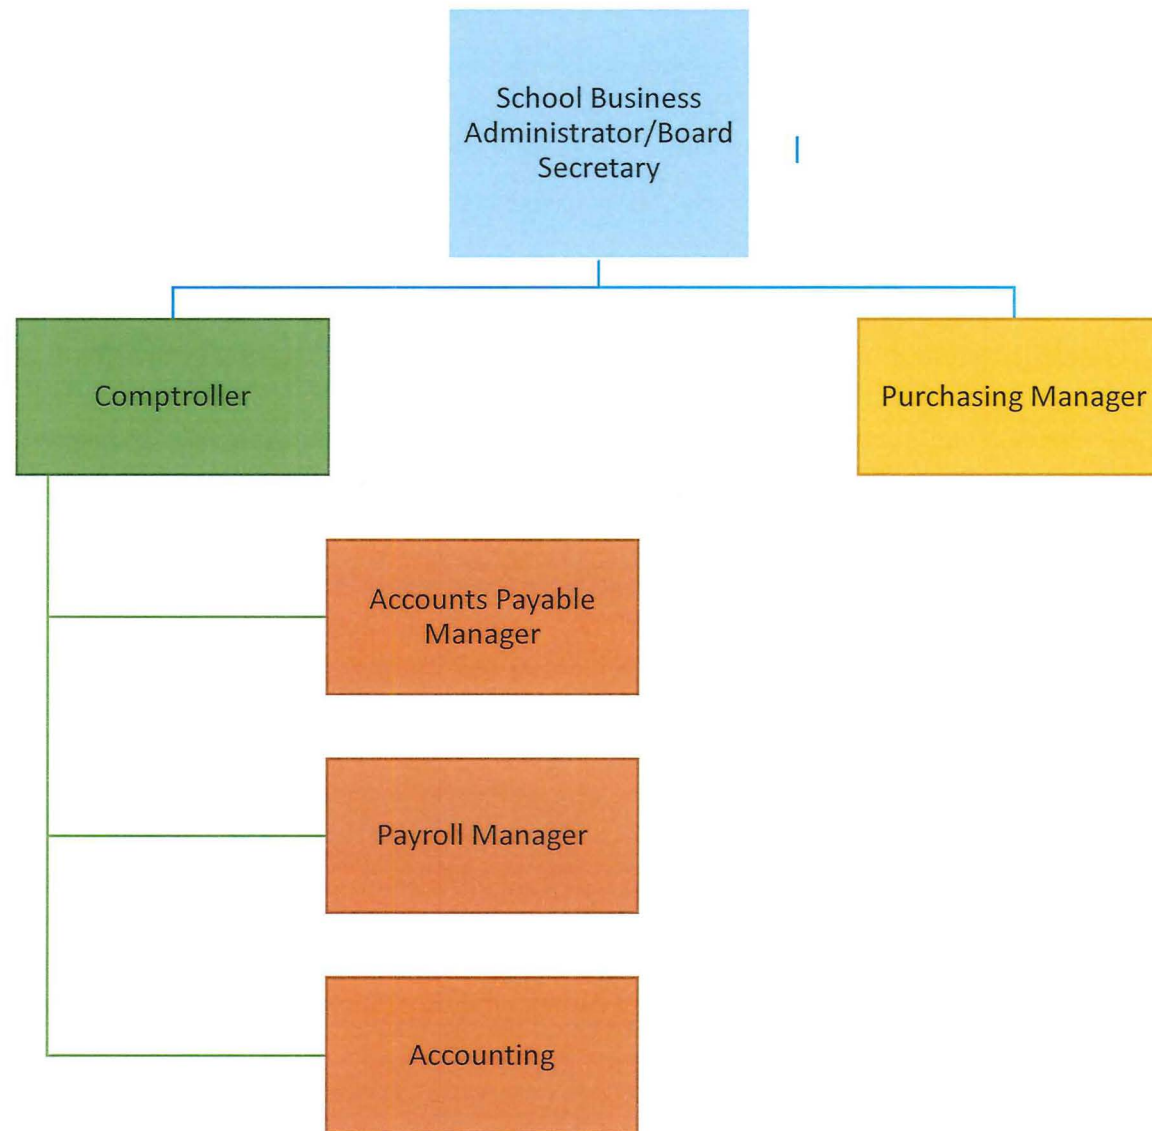 School Business
Administrator/Board
Secretary
Comptroller
Purchasing Manager
Accounts Payable
Manager
Payroll Manager
Accounting